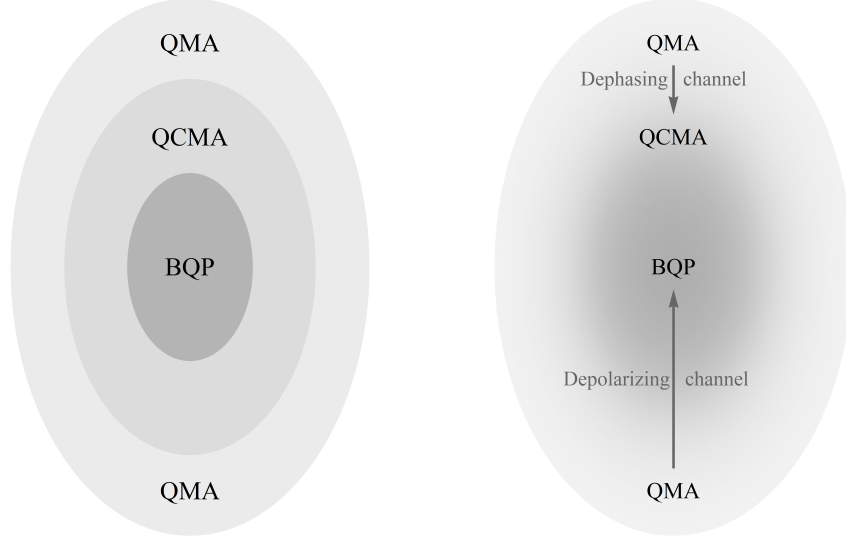 QMA
QCMA
BQP
QMA
QMA
Dephasing channel
QCMA
BQP
Depolarizing channel
QMA